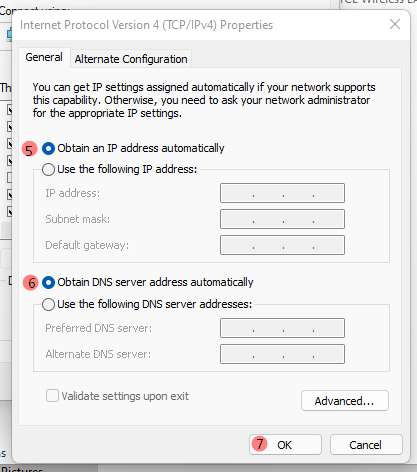 Connect using:
Internet Protocol Version 4 (TCP/IPv4) Properties
General
Alternate Configuration
You can get IP settings assigned automatically if your network supports
this capability. Otherwise, you need to ask your network administrator
for the appropriate IP settings.
5 Obtain an IP address automatically
Use the following IP address:
IP address:
Subnet mask:
Default gateway:
6 Obtain DNS server address automatically
Use the following DNS server addresses:
Preferred DNS server:
Alternate DNS server:
Validate settings upon exit
Advanced...
7 OK
Cancel
Pictures